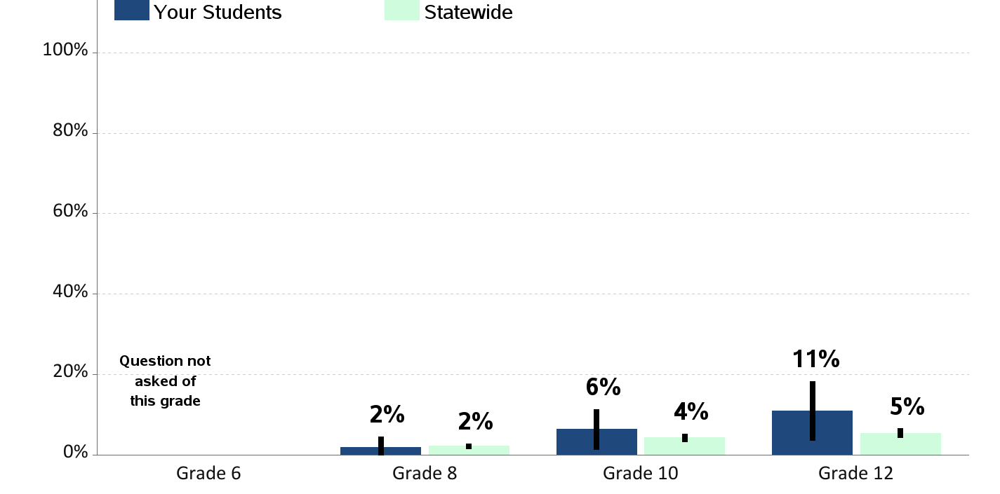 Your Students
Statewide
100%
80%
60%
40%
20%
0%
Question not
asked of
this grade
2%
2%
6%
4%
11%
5%
Grade 6
Grade 8
Grade 10
Grade 12